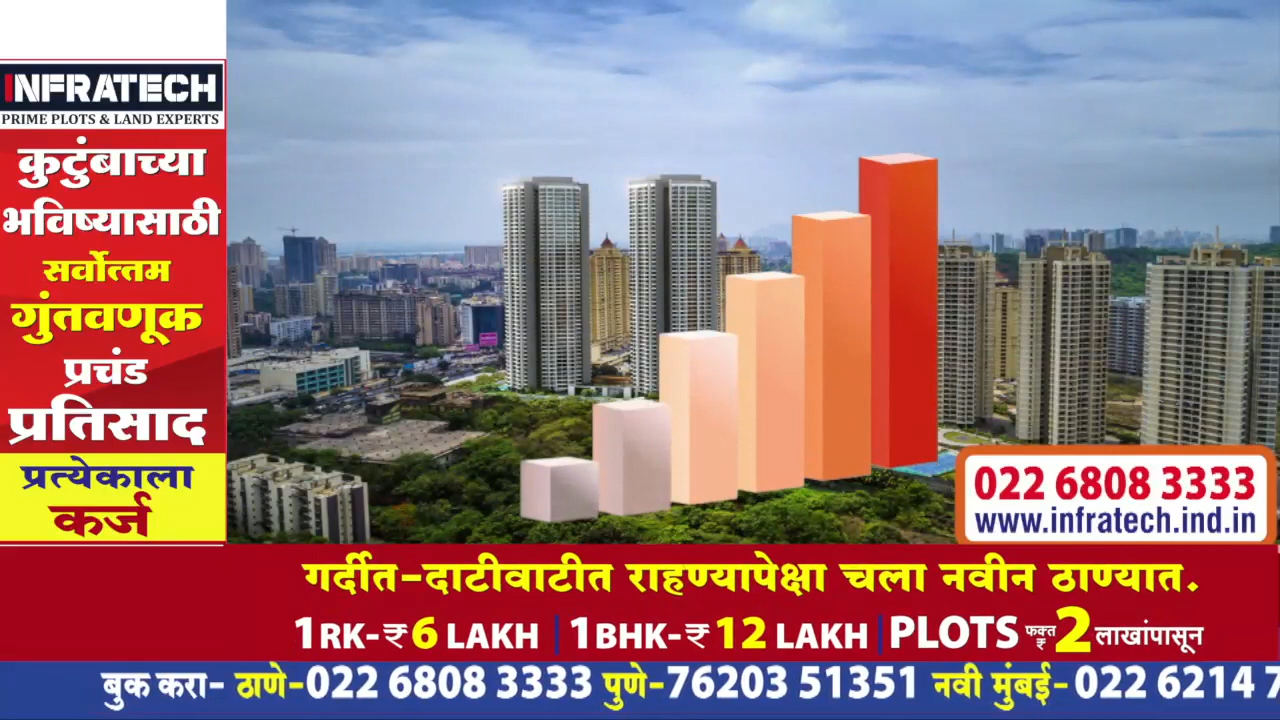 INFRATECH
PRIME PLOTS & LAND EXPERTS
कुटुंबाच्या
भविष्यासाठी
सर्वोत्तम
गुंतवणूक
प्रचंड
प्रतिसाद
प्रत्येकाला
कर्ज
022 6808 3333
www.infratech.ind.in
गर्दीत-दाटीवाटीत राहण्यापेक्षा चला नवीन ठाण्यात.
1RK-₹6 LAKH | 1BHK-₹12 LAKH | PLOTS फक्त ₹ 2 लाखांपासून
बुक करा- ठाणे-022 6808 3333 पुणे-76203 51351 नवी मुंबई-022 6214 7